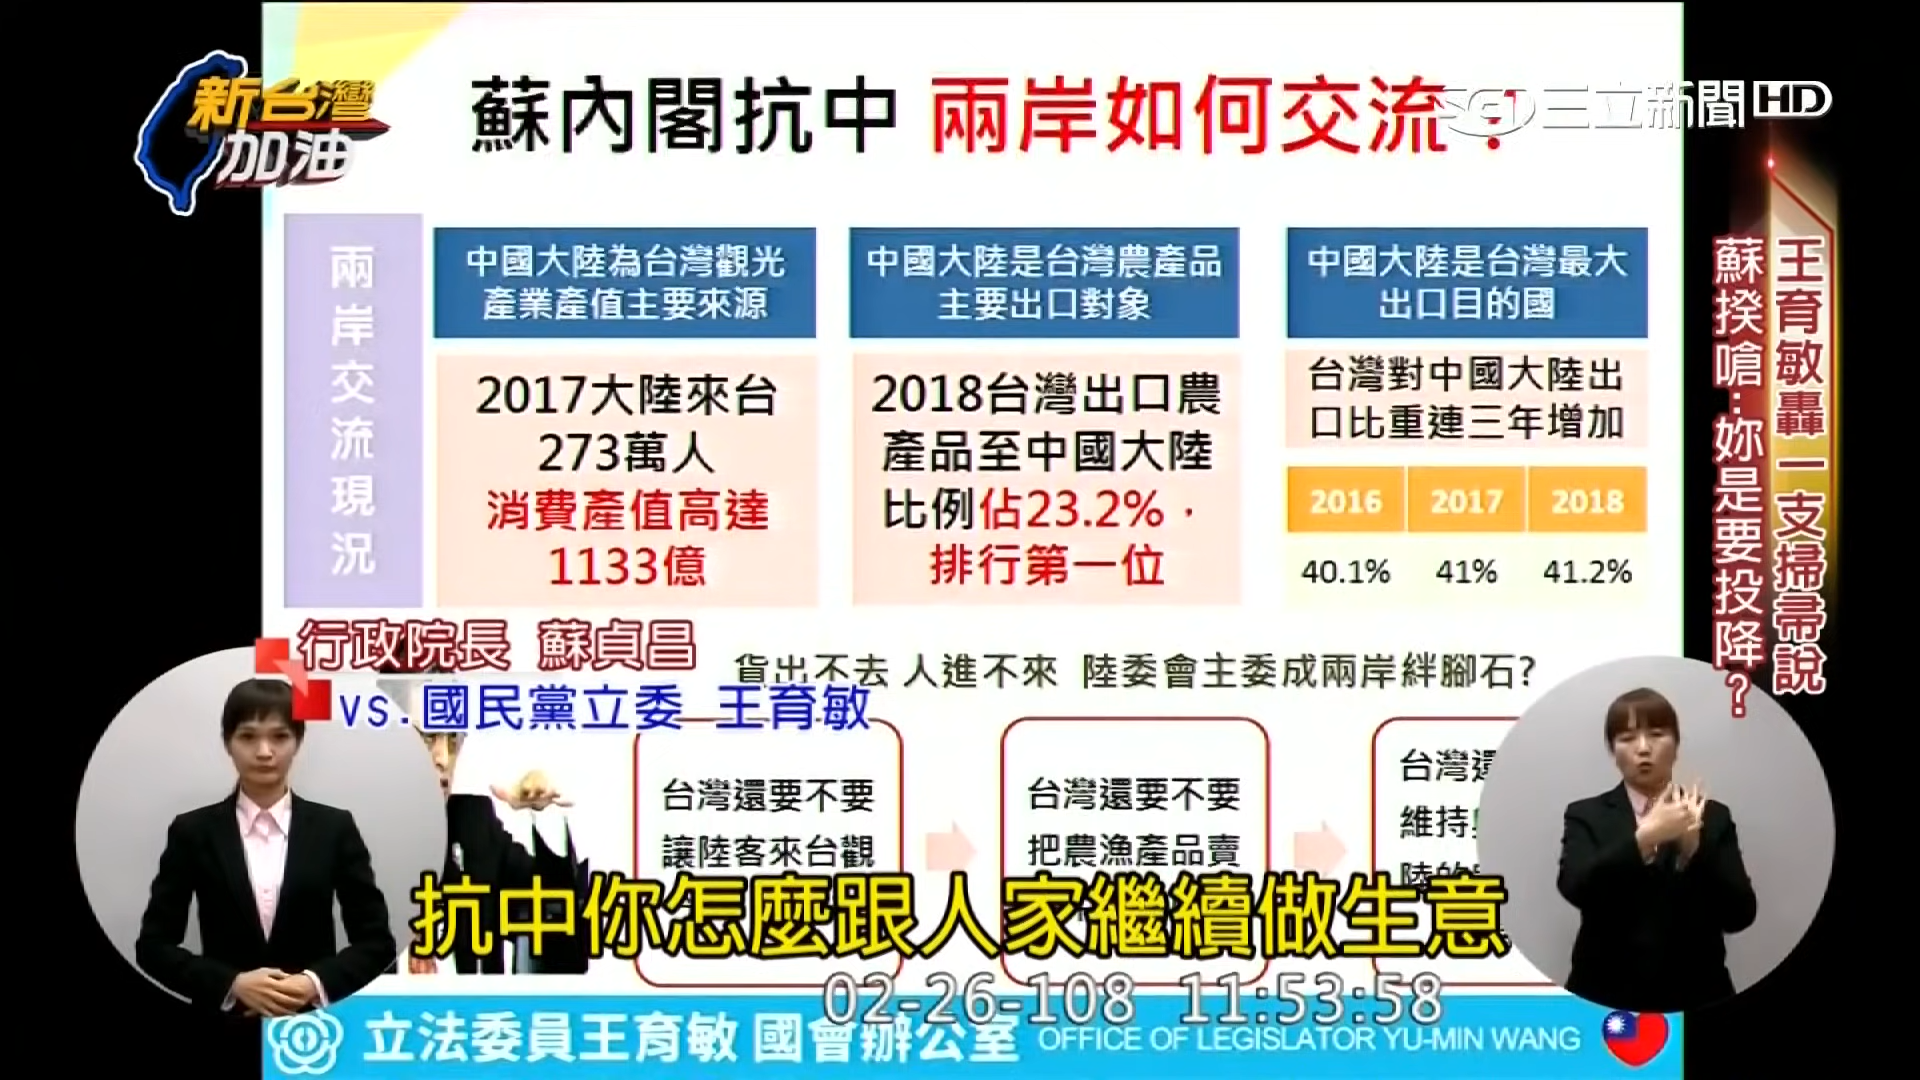 新台灣
加油
蘇內閣抗中 兩岸如何交流
三立新聞HD
王育敏轟一支掃帚說
蘇揆嗆:妳是要投降?
兩岸交流現況
中國大陸為台灣觀光
產業產值主要來源
2017大陸來台
273萬人
消費產值高達
1133億
中國大陸是台灣農產品
主要出口對象
2018台灣出口農
產品至中國大陸
比例佔23.2%，
排行第一位
中國大陸是台灣最大
出口目的國
台灣對中國大陸出
口比重連三年增加
2016 2017 2018
40.1% 41% 41.2%
行政院長 蘇貞昌
vs.國民黨立委 王育敏
貨出不去 人進不來 陸委會主委成兩岸絆腳石?
台灣還要不要
讓陸客來台觀
台灣還要不要
把農漁產品賣
台灣還
維持
抗中你怎麼跟人家繼續做生意
02-26-108 11:53:58
立法委員王育敏 國會辦公室 OFFICE OF LEGISLATOR YU-MIN WANG